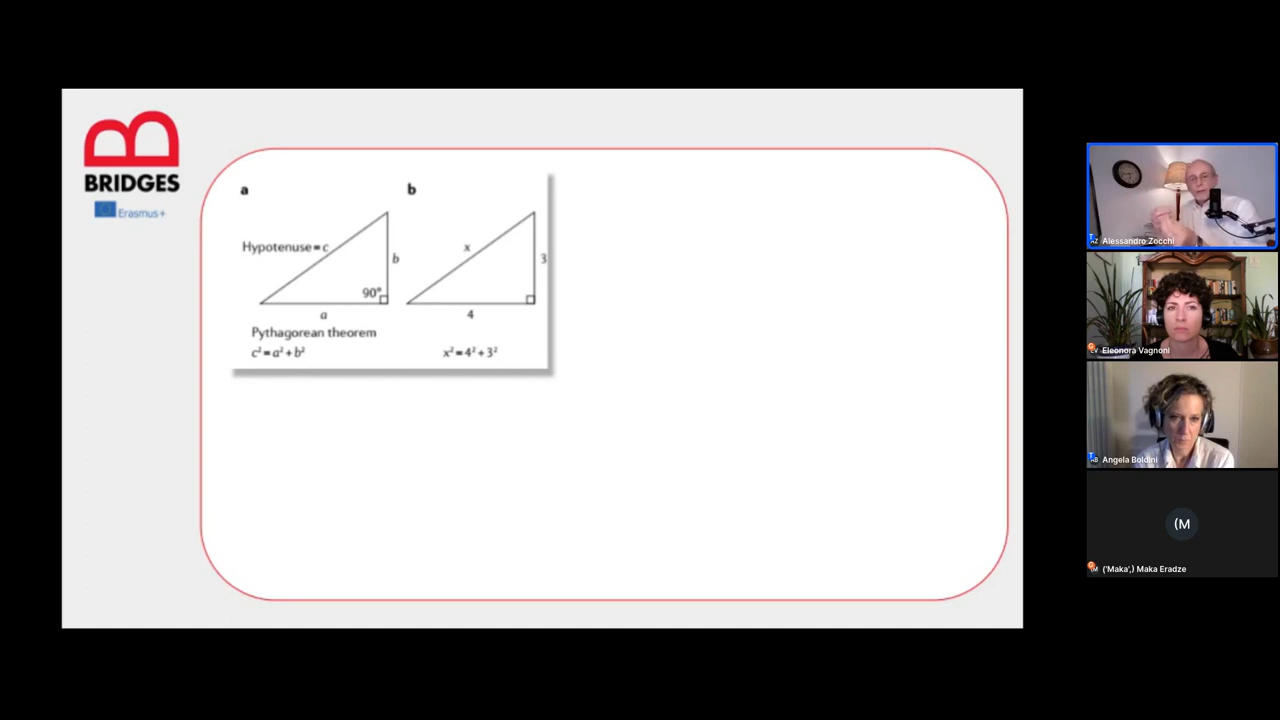 BRIDGES
Erasmus+
a
b
Hypotenuse = c
b
90°
a
x
3
4
Pythagorean theorem
c² = a² + b²
x² = 4² + 3²
Alessandro Zocchi
Eleonora Vagnoni
Angela Boldini
(M
('Maka',) Maka Eradze